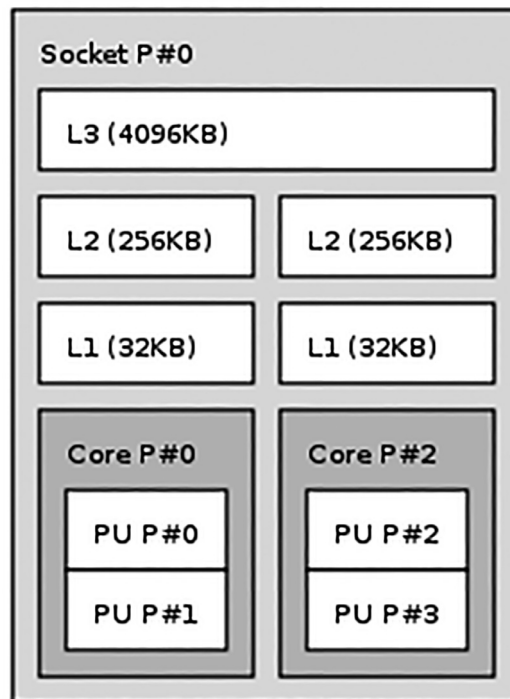 Socket P#0
L3 (4096KB)
L2 (256KB)
L2 (256KB)
L1 (32KB)
L1 (32KB)
Core P#0
Core P#2
PU P#0
PU P#2
PU P#1
PU P#3